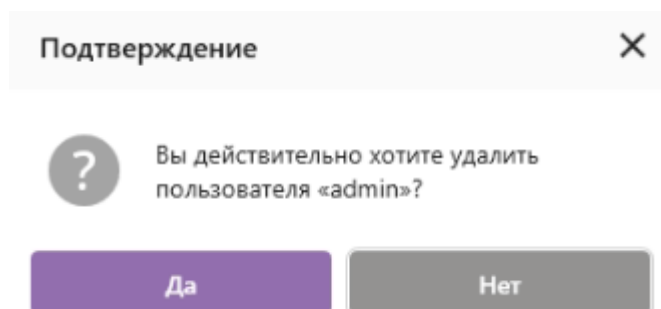 Подтверждение
Вы действительно хотите удалить
пользователя «admin»?
Да
Нет